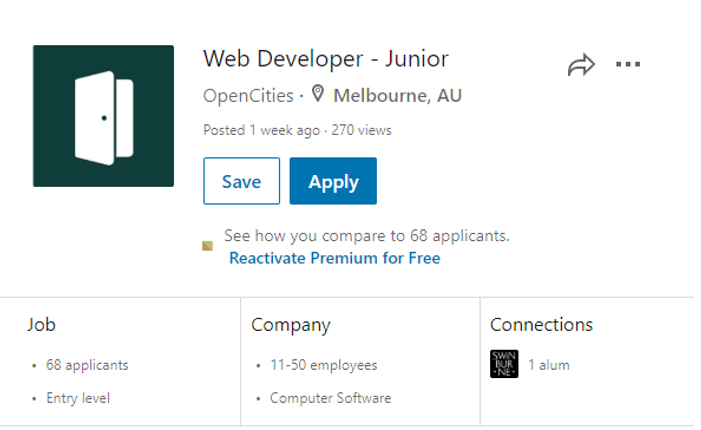 Web Developer - Junior
OpenCities · Melbourne, AU
Posted 1 week ago · 270 views
Save Apply
See how you compare to 68 applicants.
Reactivate Premium for Free
Job Company Connections
• 68 applicants • 11-50 employees SWIN BUR ·NE· 1 alum
• Entry level • Computer Software